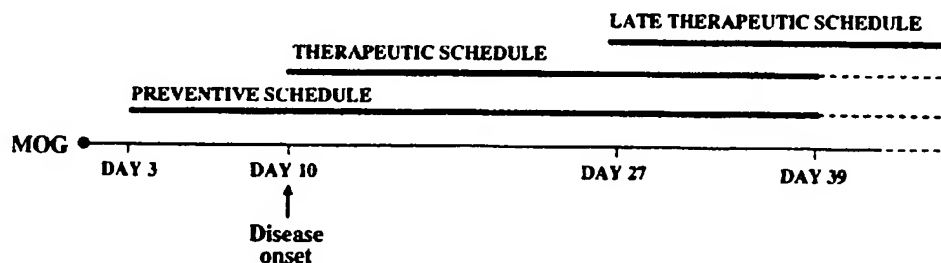 LATE THERAPEUTIC SCHEDULE
THERAPEUTIC SCHEDULE
PREVENTIVE SCHEDULE
MOG
DAY 3
DAY 10
DAY 27
DAY 39
Disease
onset